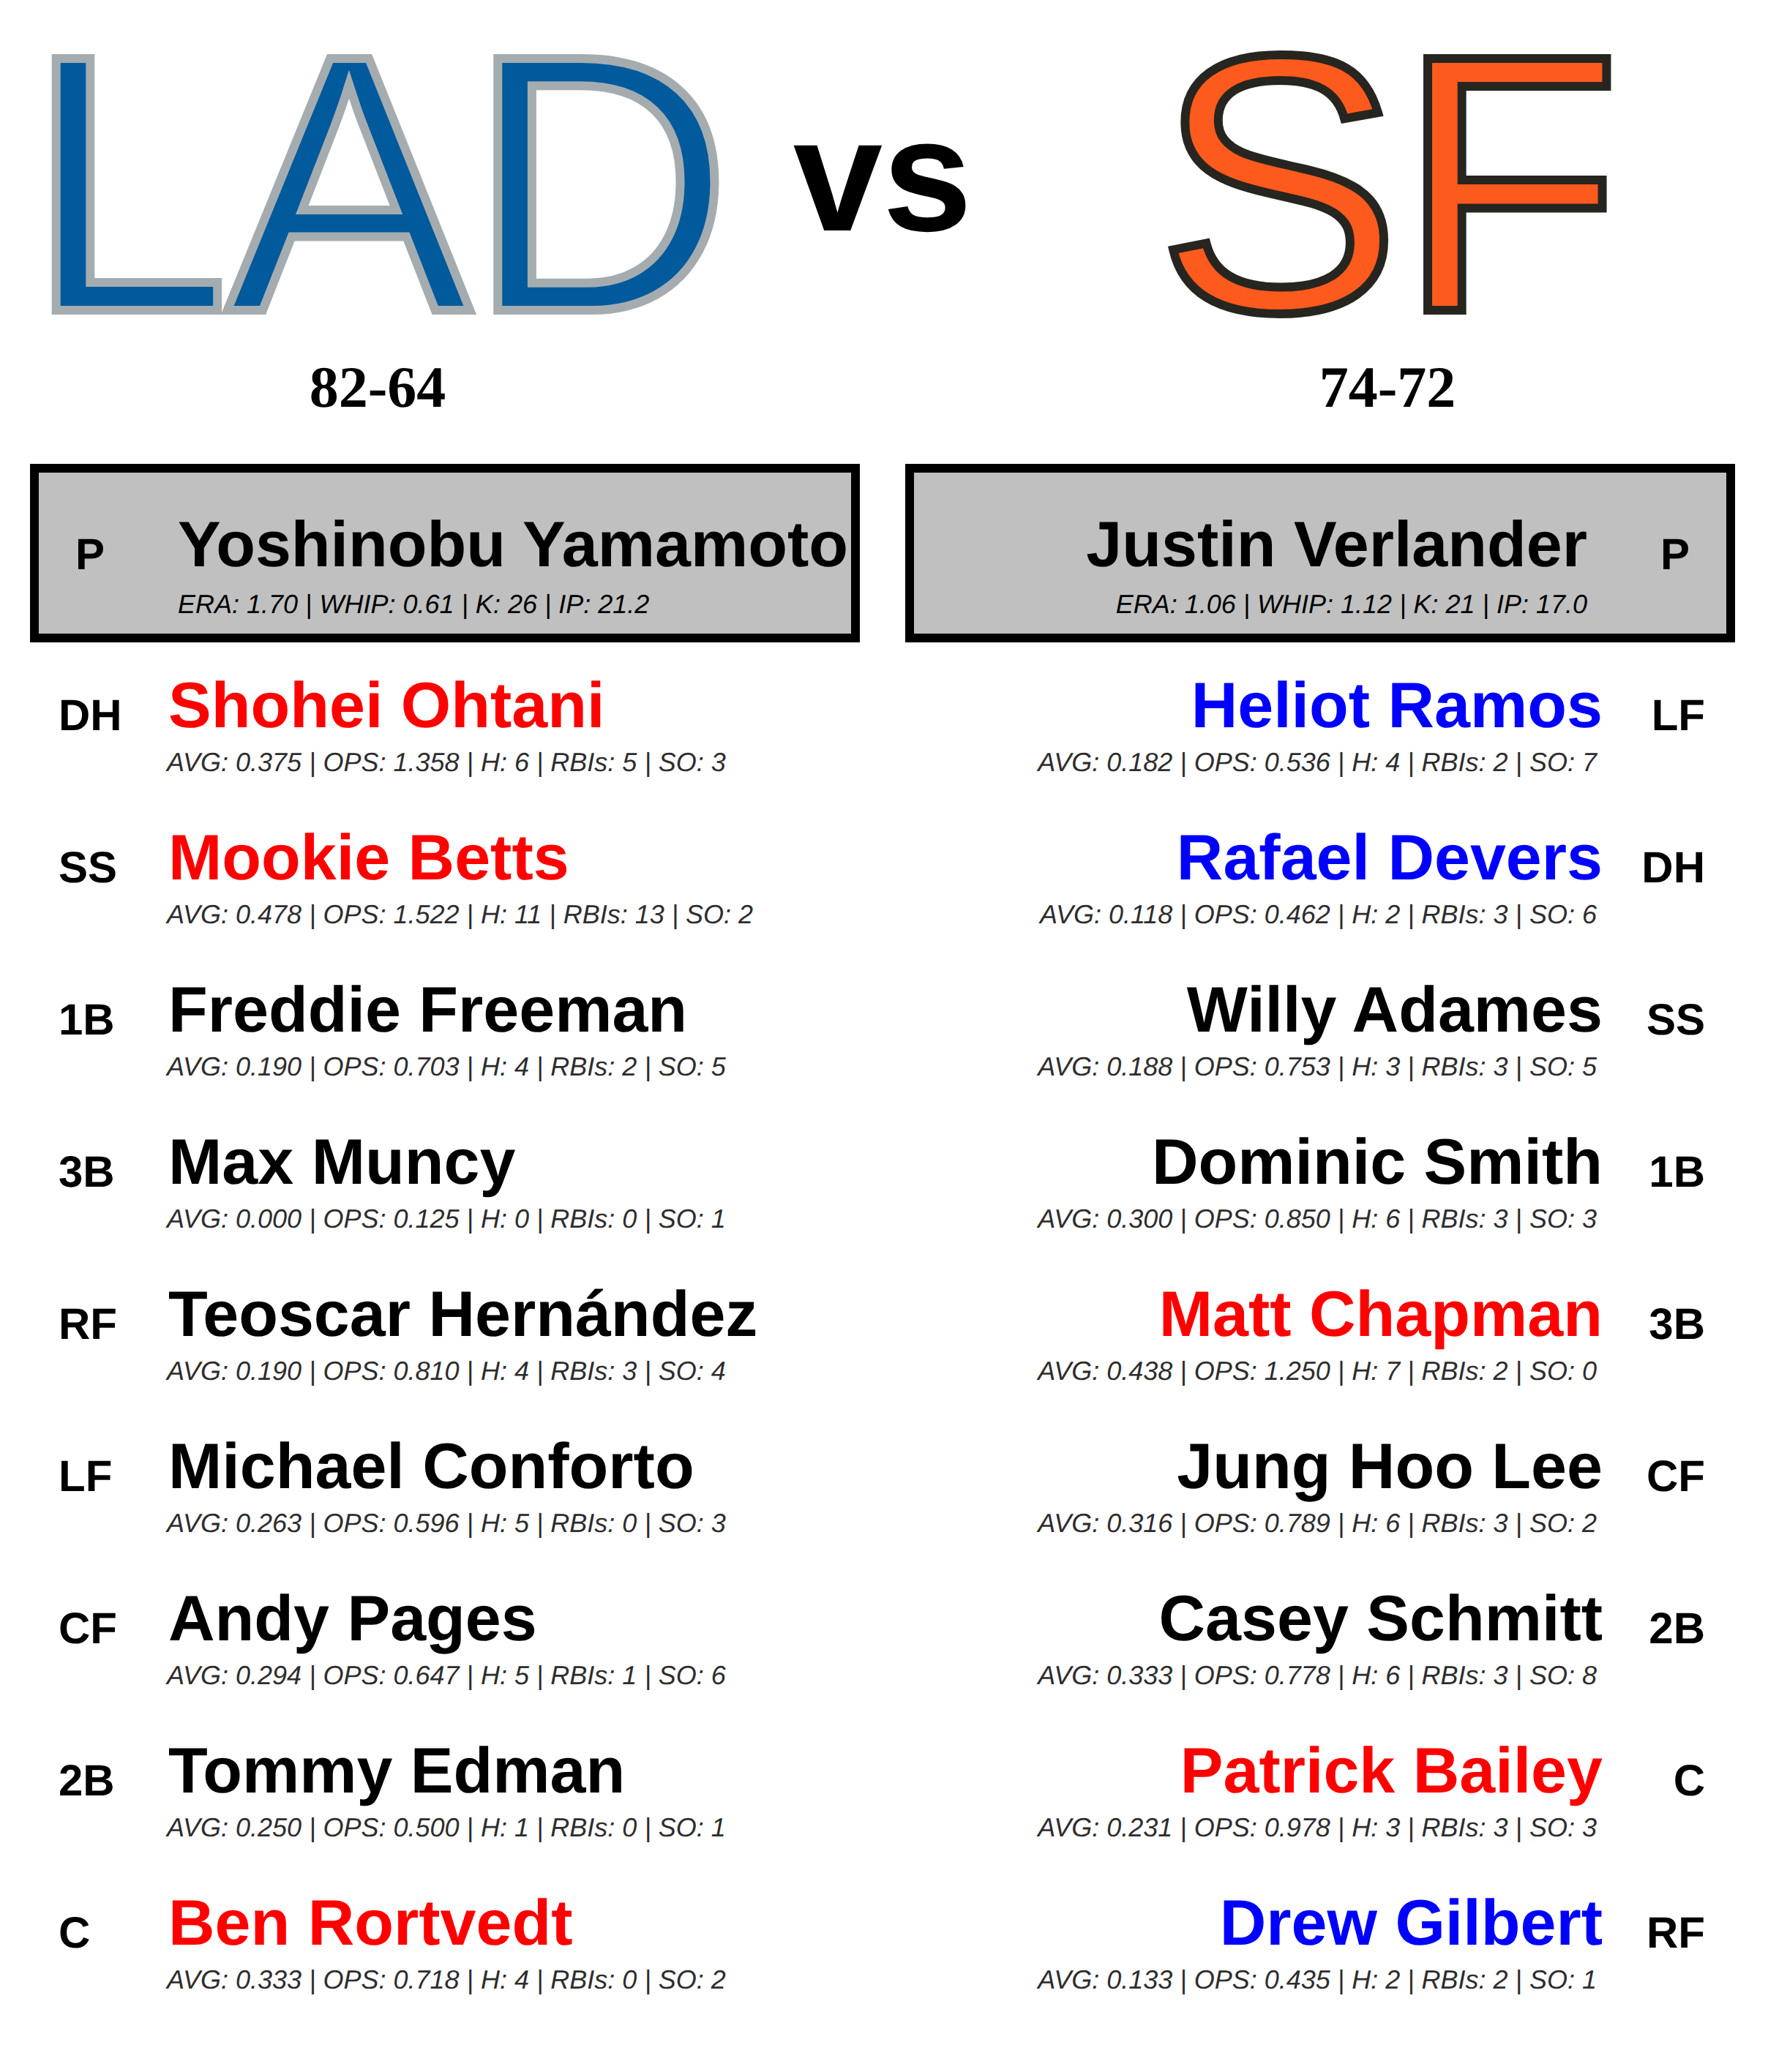 LAD vs SF
82-64
74-72
P Yoshinobu Yamamoto
ERA: 1.70 | WHIP: 0.61 | K: 26 | IP: 21.2
Justin Verlander P
ERA: 1.06 | WHIP: 1.12 | K: 21 | IP: 17.0
DH Shohei Ohtani
AVG: 0.375 | OPS: 1.358 | H: 6 | RBIs: 5 | SO: 3
SS Mookie Betts
AVG: 0.478 | OPS: 1.522 | H: 11 | RBIs: 13 | SO: 2
1B Freddie Freeman
AVG: 0.190 | OPS: 0.703 | H: 4 | RBIs: 2 | SO: 5
3B Max Muncy
AVG: 0.000 | OPS: 0.125 | H: 0 | RBIs: 0 | SO: 1
RF Teoscar Hernández
AVG: 0.190 | OPS: 0.810 | H: 4 | RBIs: 3 | SO: 4
LF Michael Conforto
AVG: 0.263 | OPS: 0.596 | H: 5 | RBIs: 0 | SO: 3
CF Andy Pages
AVG: 0.294 | OPS: 0.647 | H: 5 | RBIs: 1 | SO: 6
2B Tommy Edman
AVG: 0.250 | OPS: 0.500 | H: 1 | RBIs: 0 | SO: 1
C Ben Rortvedt
AVG: 0.333 | OPS: 0.718 | H: 4 | RBIs: 0 | SO: 2
Heliot Ramos LF
AVG: 0.182 | OPS: 0.536 | H: 4 | RBIs: 2 | SO: 7
Rafael Devers DH
AVG: 0.118 | OPS: 0.462 | H: 2 | RBIs: 3 | SO: 6
Willy Adames SS
AVG: 0.188 | OPS: 0.753 | H: 3 | RBIs: 3 | SO: 5
Dominic Smith 1B
AVG: 0.300 | OPS: 0.850 | H: 6 | RBIs: 3 | SO: 3
Matt Chapman 3B
AVG: 0.438 | OPS: 1.250 | H: 7 | RBIs: 2 | SO: 0
Jung Hoo Lee CF
AVG: 0.316 | OPS: 0.789 | H: 6 | RBIs: 3 | SO: 2
Casey Schmitt 2B
AVG: 0.333 | OPS: 0.778 | H: 6 | RBIs: 3 | SO: 8
Patrick Bailey C
AVG: 0.231 | OPS: 0.978 | H: 3 | RBIs: 3 | SO: 3
Drew Gilbert RF
AVG: 0.133 | OPS: 0.435 | H: 2 | RBIs: 2 | SO: 1